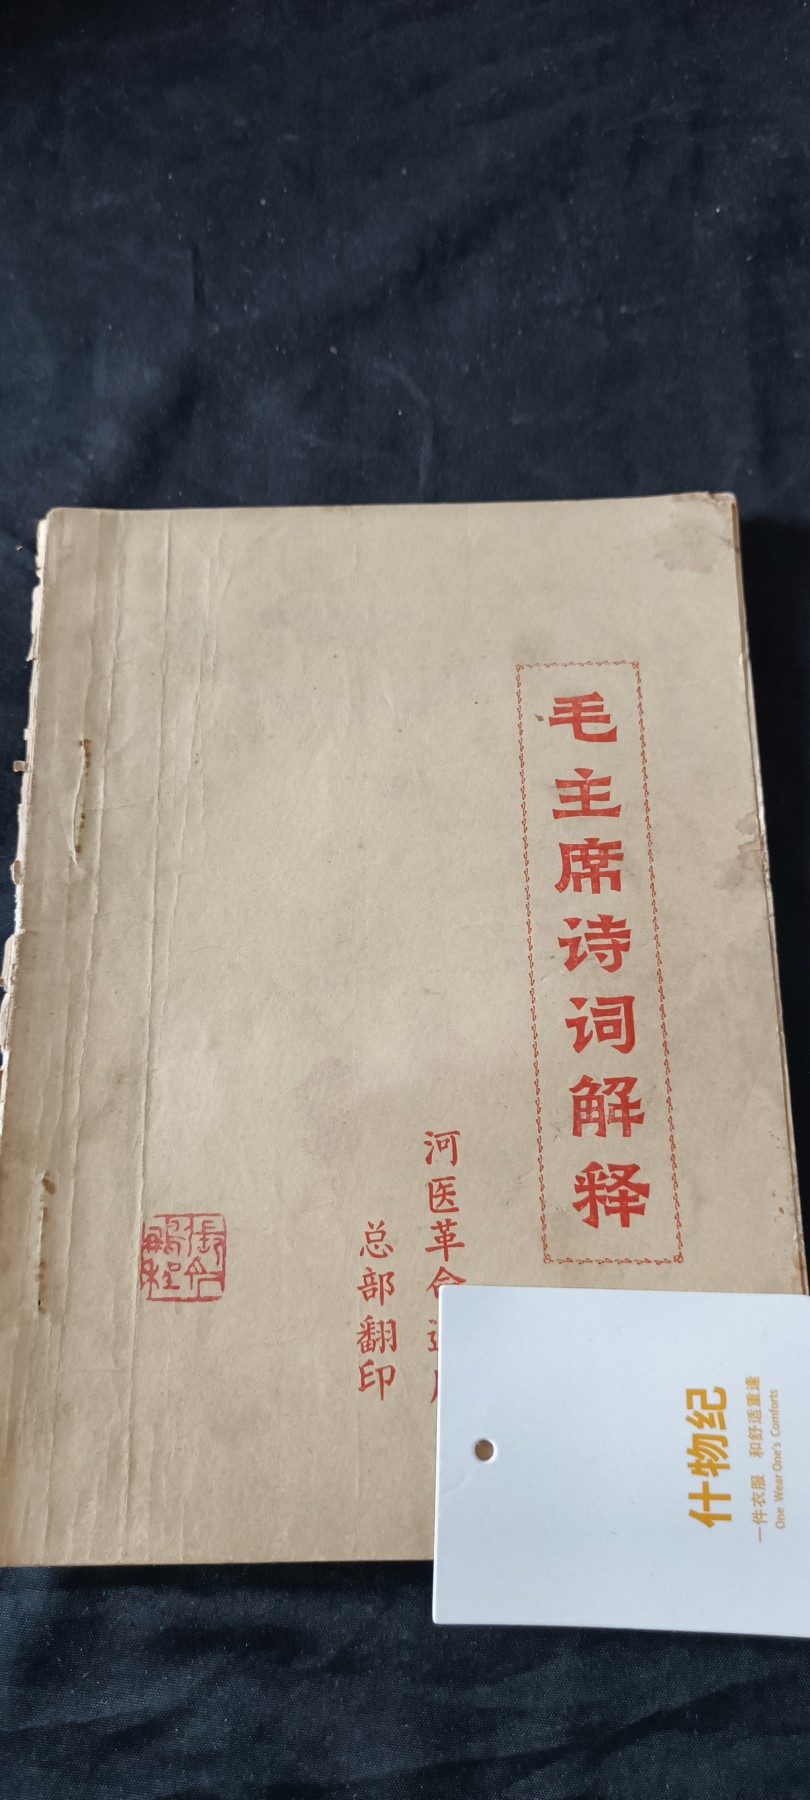 毛主席诗词解释
河医革命
总部翻印
什物纪
一件衣服 和舒适重逢
One Wear One's Comforts